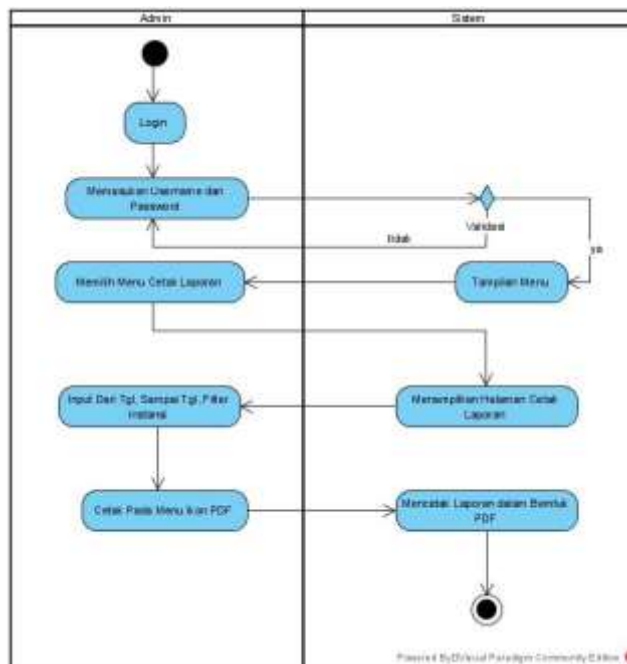 Admin
Sistem
Login
Memasukan Username dan
Password
Validasi
tidak
ya
Memilih Menu Cetak Laporan
Tampilan Menu
Input Dari Tgl, Sampai Tgl, Filter
Instansi
Menampilkan Halaman Cetak
Laporan
Cetak Pada Menu Ikon PDF
Mencetak Laporan dalam Bentuk
PDF
Powered By Visual Paradigm Community Edition